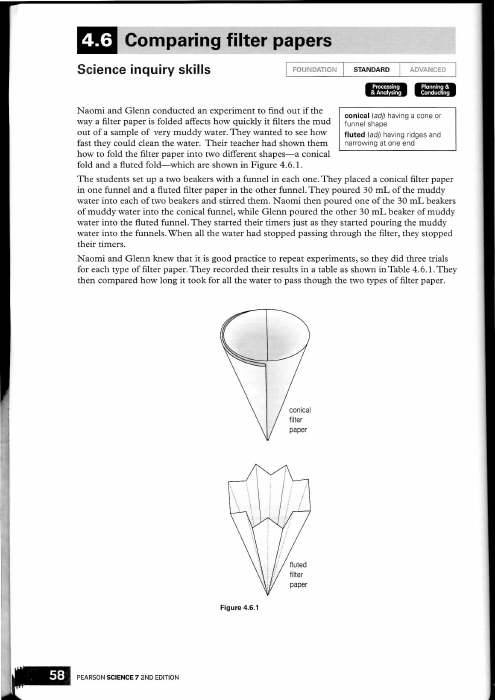 4.6 Comparing filter papers
Science inquiry skills
FOUNDATION STANDARD ADVANCED
Processing & Analysing
Planning & Conducting
Naomi and Glenn conducted an experiment to find out if the
way a filter paper is folded affects how quickly it filters the mud
out of a sample of very muddy water. They wanted to see how
fast they could clean the water. Their teacher had shown them
how to fold the filter paper into two different shapes—a conical
fold and a fluted fold—which are shown in Figure 4.6.1.
conical (adj) having a cone or
funnel shape
fluted (adj) having ridges and
narrowing at one end
The students set up a two beakers with a funnel in each one. They placed a conical filter paper
in one funnel and a fluted filter paper in the other funnel. They poured 30 mL of the muddy
water into each of two beakers and stirred them. Naomi then poured one of the 30 mL beakers
of muddy water into the conical funnel, while Glenn poured the other 30 mL beaker of muddy
water into the fluted funnel. They started their timers just as they started pouring the muddy
water into the funnels. When all the water had stopped passing through the filter, they stopped
their timers.
Naomi and Glenn knew that it is good practice to repeat experiments, so they did three trials
for each type of filter paper. They recorded their results in a table as shown in Table 4.6.1. They
then compared how long it took for all the water to pass though the two types of filter paper.
conical
filter
paper
fluted
filter
paper
Figure 4.6.1
58 PEARSON SCIENCE 7 2ND EDITION